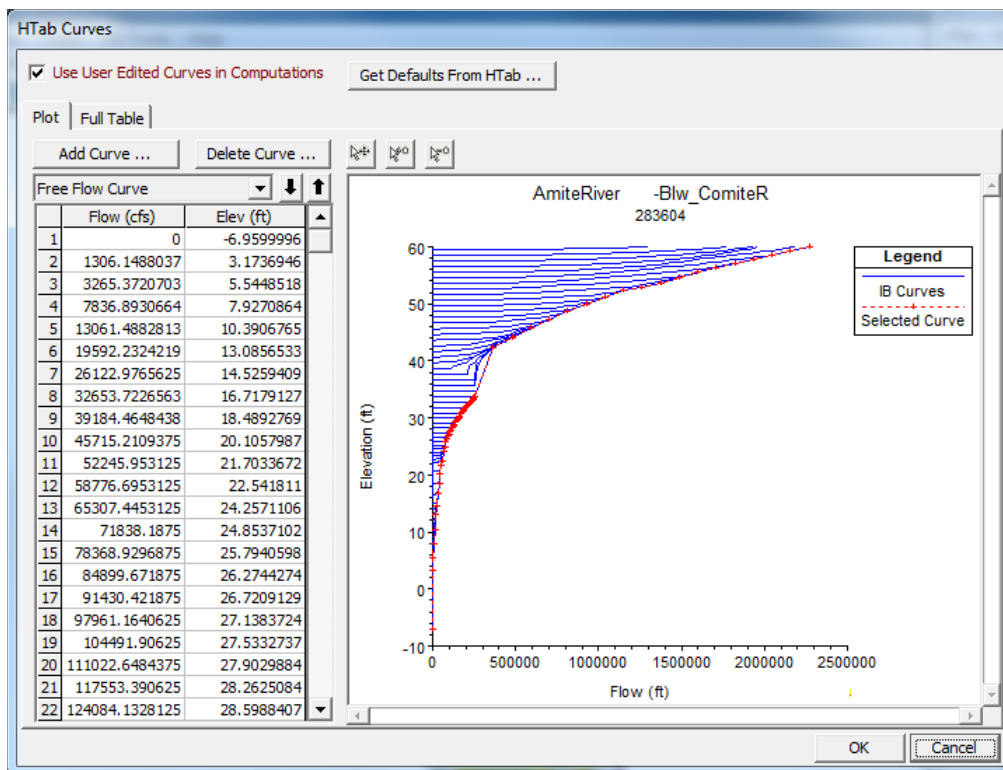 HTab Curves
Use User Edited Curves in Computations
Get Defaults From HTab ...
Plot
Full Table
Add Curve ...
Delete Curve ...
Free Flow Curve
Flow (cfs) Elev (ft)
1 0 -6.9599996
2 1306.1488037 3.1736946
3 3265.3720703 5.5448518
4 7836.8930664 7.9270864
5 13061.4882813 10.3906765
6 19592.2324219 13.0856533
7 26122.9765625 14.5259409
8 32653.7226563 16.7179127
9 39184.4648438 18.4892769
10 45715.2109375 20.1057987
11 52245.953125 21.7033672
12 58776.6953125 22.541811
13 65307.4453125 24.2571106
14 71838.1875 24.8537102
15 78368.9296875 25.7940598
16 84899.671875 26.2744274
17 91430.421875 26.7209129
18 97961.1640625 27.1383724
19 104491.90625 27.5332737
20 111022.6484375 27.9029884
21 117553.390625 28.2625084
22 124084.1328125 28.5988407
AmiteRiver -Blw_ComiteR
283604
60
50
40
30
20
10
0
-10
Elevation (ft)
0 500000 1000000 1500000 2000000 2500000
Flow (ft)
Legend
IB Curves
Selected Curve
OK
Cancel